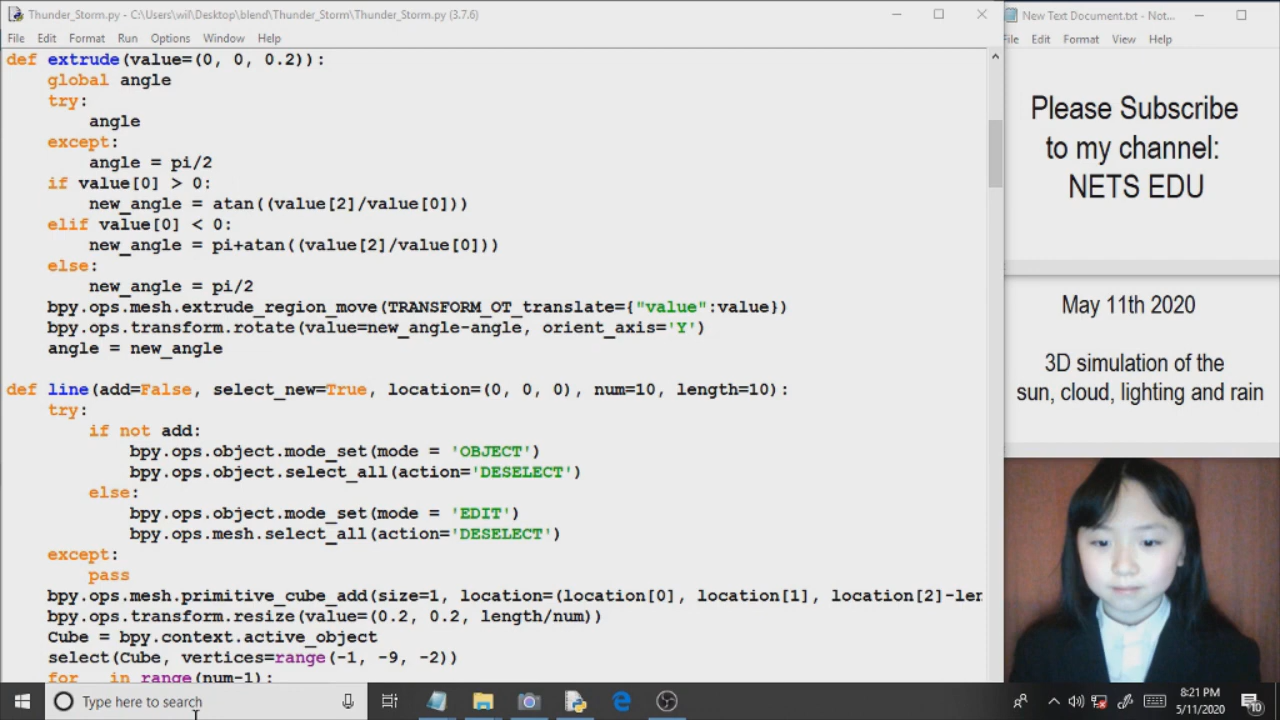 Thunder_Storm.py - C:\Users\wil\Desktop\blend\Thunder_Storm\Thunder_Storm.py (3.7.6)
File Edit Format Run Options Window Help
def extrude(value=(0, 0, 0.2)):
    global angle
    try:
        angle
    except:
        angle = pi/2
    if value[0] > 0:
        new_angle = atan((value[2]/value[0]))
    elif value[0] < 0:
        new_angle = pi+atan((value[2]/value[0]))
    else:
        new_angle = pi/2
    bpy.ops.mesh.extrude_region_move(TRANSFORM_OT_translate={"value":value})
    bpy.ops.transform.rotate(value=new_angle-angle, orient_axis='Y')
    angle = new_angle
def line(add=False, select_new=True, location=(0, 0, 0), num=10, length=10):
    try:
        if not add:
            bpy.ops.object.mode_set(mode = 'OBJECT')
            bpy.ops.object.select_all(action='DESELECT')
        else:
            bpy.ops.object.mode_set(mode = 'EDIT')
            bpy.ops.mesh.select_all(action='DESELECT')
    except:
        pass
    bpy.ops.mesh.primitive_cube_add(size=1, location=(location[0], location[1], location[2]-len
    bpy.ops.transform.resize(value=(0.2, 0.2, length/num))
    Cube = bpy.context.active_object
    select(Cube, vertices=range(-1, -9, -2))
    for _ in range(num-1):
New Text Document.txt - Not...
File Edit Format View Help
Please Subscribe
to my channel:
NETS EDU
May 11th 2020
3D simulation of the
sun, cloud, lighting and rain
Type here to search
8:21 PM
5/11/2020
10